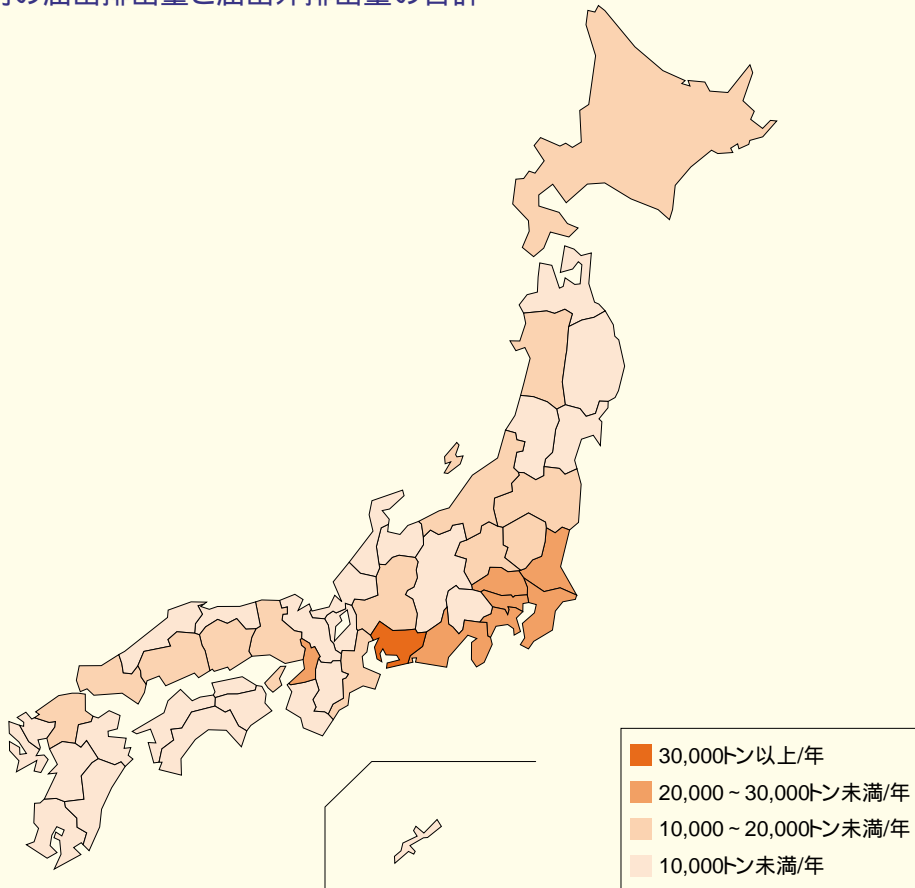 の届出排出量と届出外排出量の合計
30,000トン以上/年
20,000～30,000トン未満/年
10,000～20,000トン未満/年
10,000トン未満/年